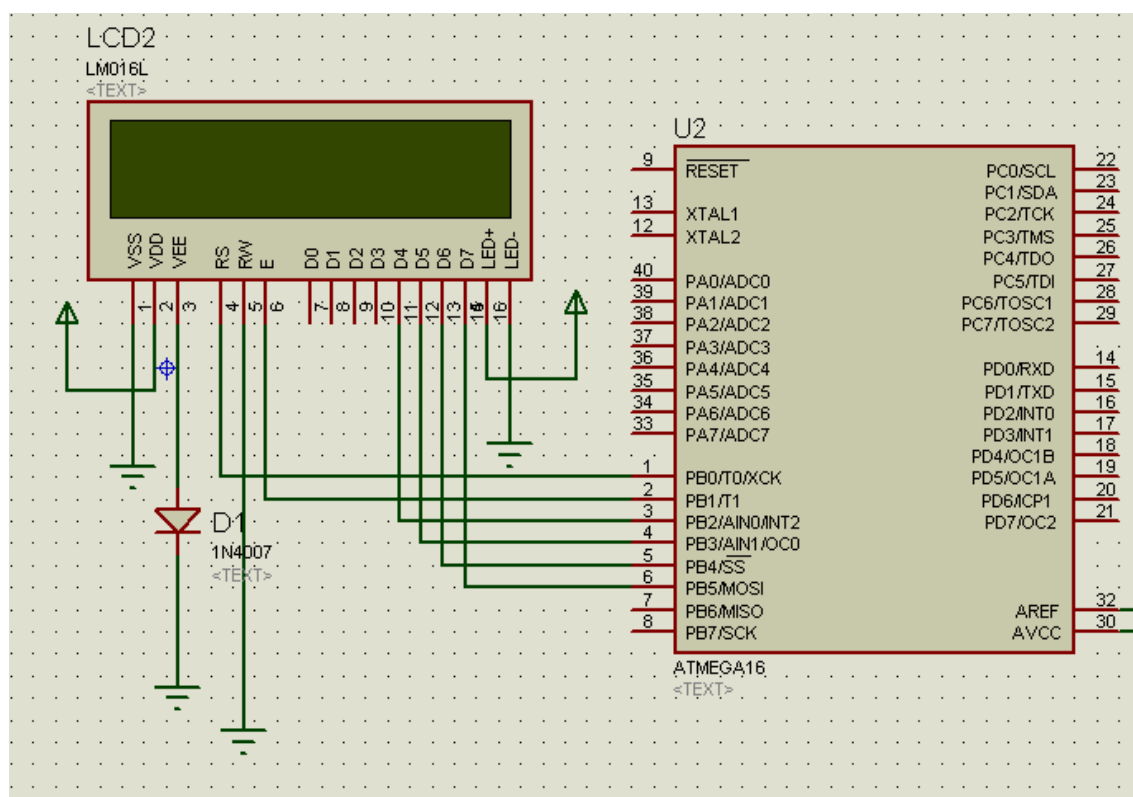 LCD2
LM016L
<TEXT>
VSS VDD VEE RS RW E D0 D1 D2 D3 D4 D5 D6 D7 LED+ LED-
1 2 3 4 5 6 7 8 9 10 11 12 13 14 16
D1
1N4007
<TEXT>
U2
9 RESET PC0/SCL 22
PC1/SDA 23
13 XTAL1 PC2/TCK 24
12 XTAL2 PC3/TMS 25
PC4/TDO 26
40 PA0/ADC0 PC5/TDI 27
39 PA1/ADC1 PC6/TOSC1 28
38 PA2/ADC2 PC7/TOSC2 29
37 PA3/ADC3
36 PA4/ADC4 PD0/RXD 14
35 PA5/ADC5 PD1/TXD 15
34 PA6/ADC6 PD2/INT0 16
33 PA7/ADC7 PD3/INT1 17
PD4/OC1B 18
1 PB0/T0/XCK PD5/OC1A 19
2 PB1/T1 PD6/ICP1 20
3 PB2/AIN0/INT2 PD7/OC2 21
4 PB3/AIN1/OC0
5 PB4/SS
6 PB5/MOSI
7 PB6/MISO AREF 32
8 PB7/SCK AVCC 30
ATMEGA16
<TEXT>